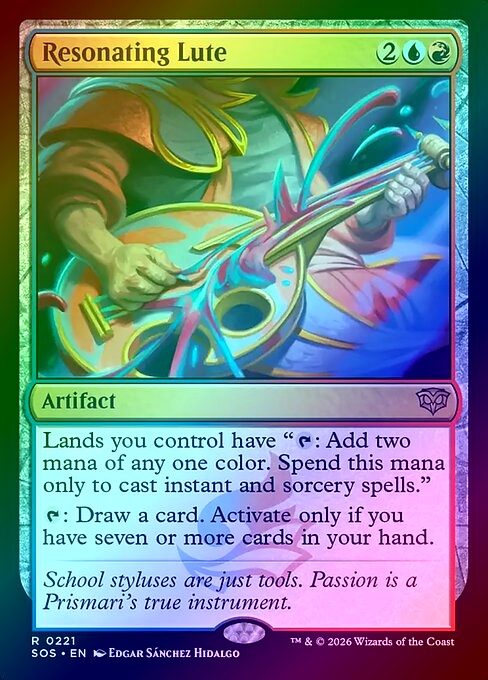 Resonating Lute 2
Artifact
Lands you control have “: Add two
mana of any one color. Spend this mana
only to cast instant and sorcery spells.”
: Draw a card. Activate only if you
have seven or more cards in your hand.
School styluses are just tools. Passion is a
Prismari's true instrument.
R 0221
SOS • EN Edgar Sánchez Hidalgo
™ & © 2026 Wizards of the Coast